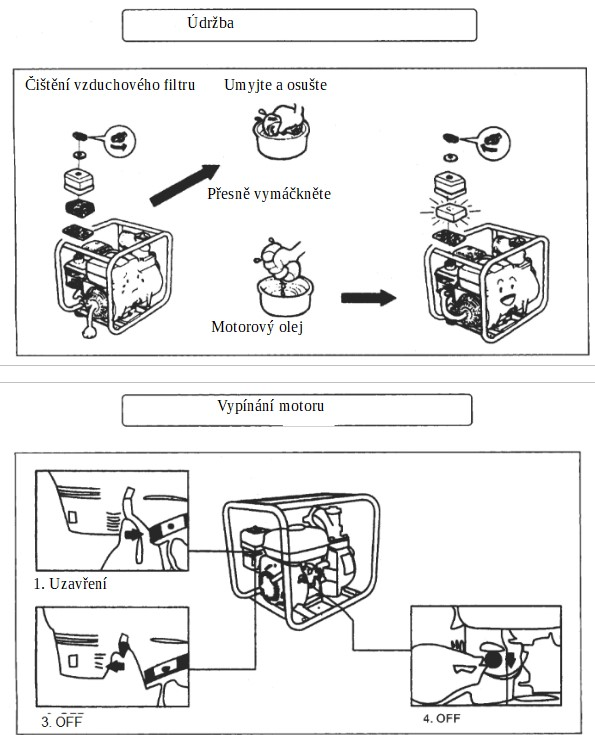 Údržba
Čištění vzduchového filtru
Umyjte a osušte
Přesně vymáčkněte
Motorový olej
Vypínání motoru
1. Uzavření
3. OFF
4. OFF